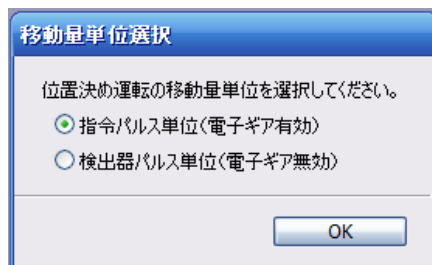 移動量単位選択
位置決め運転の移動量単位を選択してください。
指令パルス単位(電子ギア有効)
検出器パルス単位(電子ギア無効)
OK